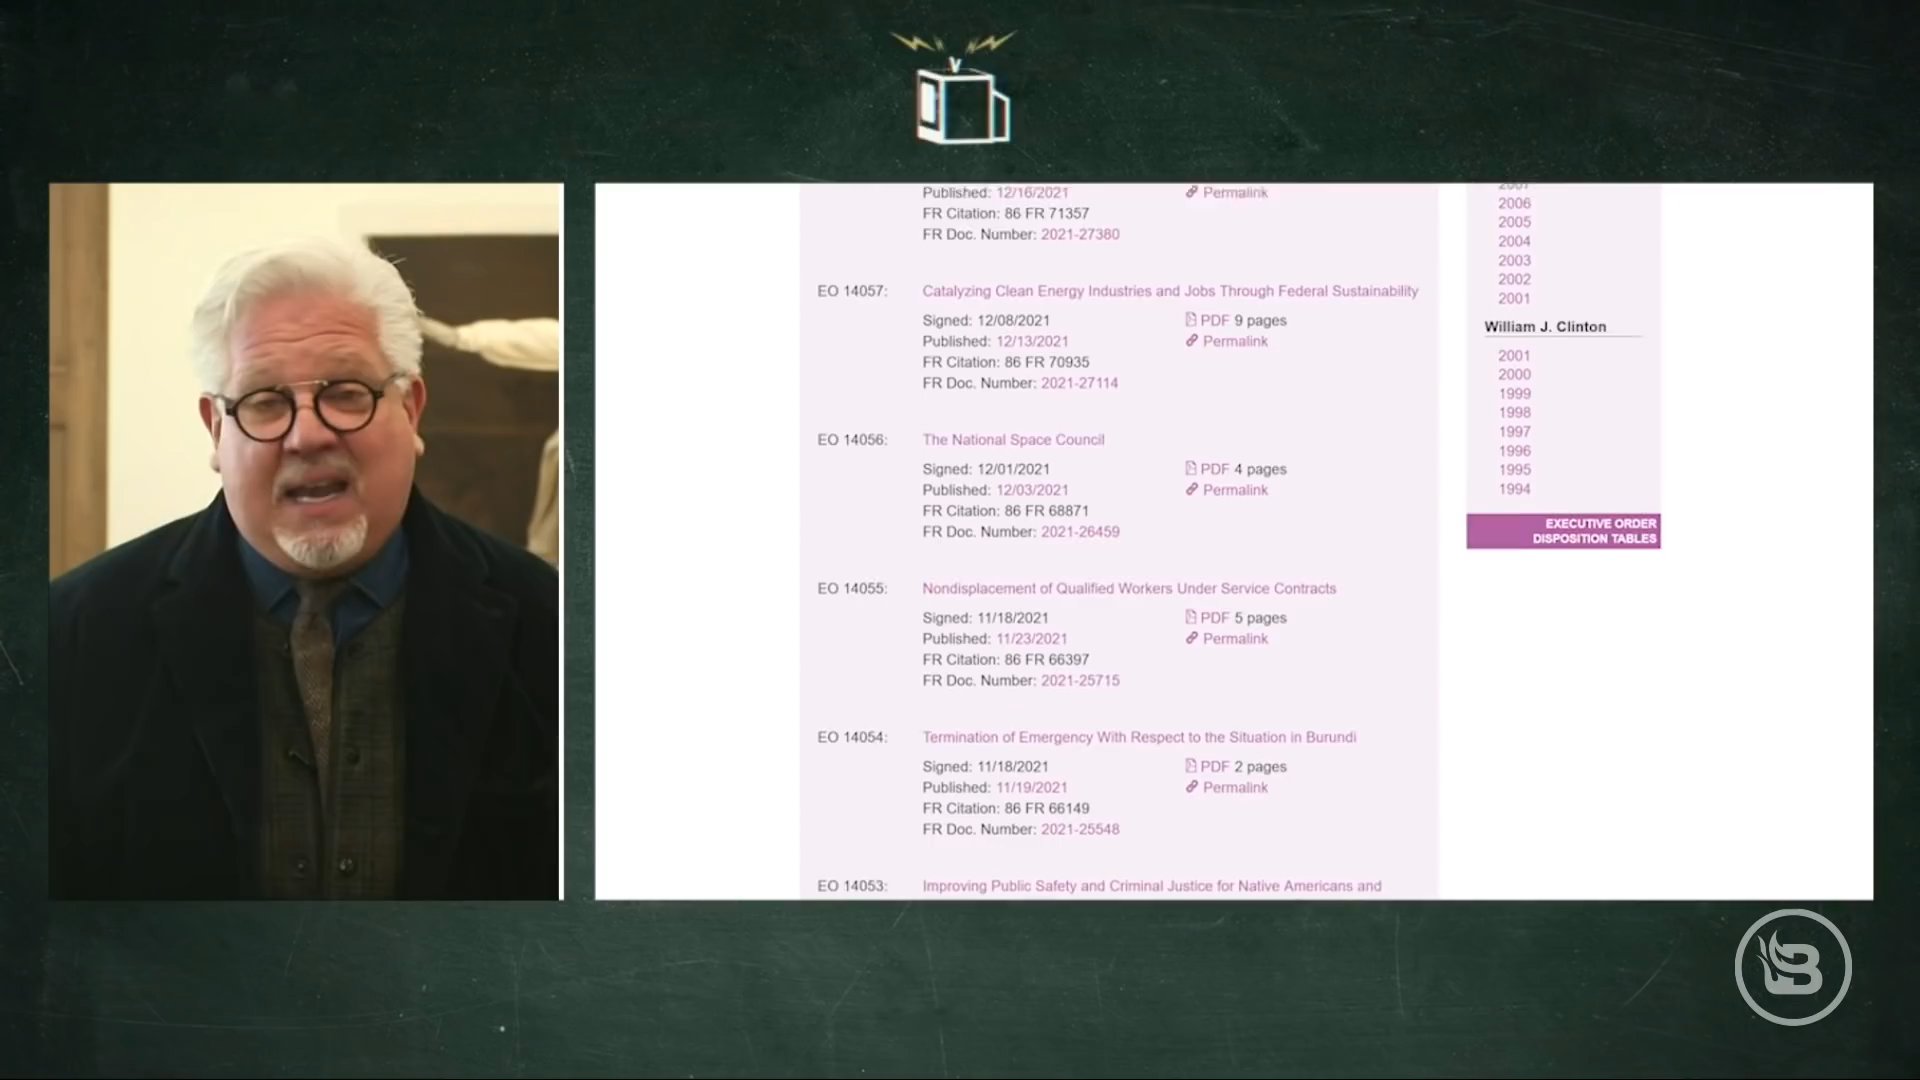 Published: 12/16/2021 Permalink
FR Citation: 86 FR 71357
FR Doc. Number: 2021-27380
EO 14057: Catalyzing Clean Energy Industries and Jobs Through Federal Sustainability
Signed: 12/08/2021 PDF 9 pages
Published: 12/13/2021 Permalink
FR Citation: 86 FR 70935
FR Doc. Number: 2021-27114
EO 14056: The National Space Council
Signed: 12/01/2021 PDF 4 pages
Published: 12/03/2021 Permalink
FR Citation: 86 FR 68871
FR Doc. Number: 2021-26459
EO 14055: Nondisplacement of Qualified Workers Under Service Contracts
Signed: 11/18/2021 PDF 5 pages
Published: 11/23/2021 Permalink
FR Citation: 86 FR 66397
FR Doc. Number: 2021-25715
EO 14054: Termination of Emergency With Respect to the Situation in Burundi
Signed: 11/18/2021 PDF 2 pages
Published: 11/19/2021 Permalink
FR Citation: 86 FR 66149
FR Doc. Number: 2021-25548
EO 14053: Improving Public Safety and Criminal Justice for Native Americans and
2007
2006
2005
2004
2003
2002
2001
William J. Clinton
2001
2000
1999
1998
1997
1996
1995
1994
EXECUTIVE ORDER
DISPOSITION TABLES
B